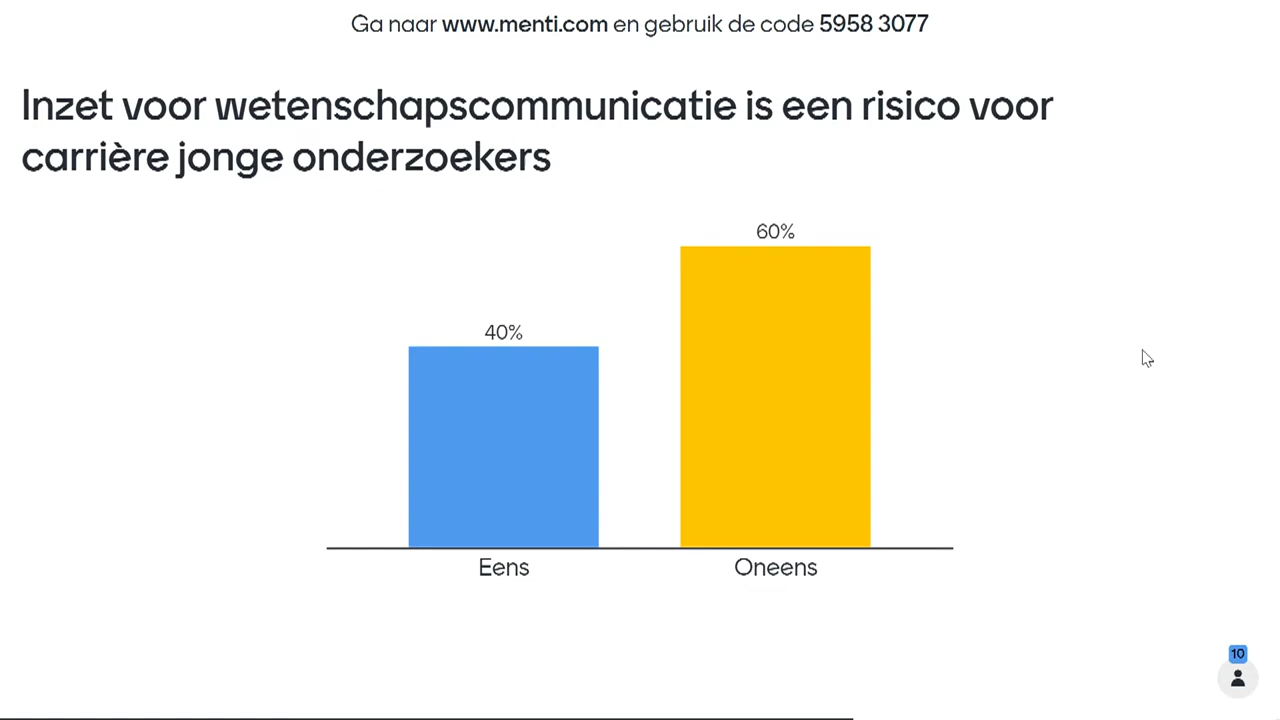 Ga naar www.menti.com en gebruik de code 5958 3077
Inzet voor wetenschapscommunicatie is een risico voor
carrière jonge onderzoekers
60%
40%
Eens
Oneens
10